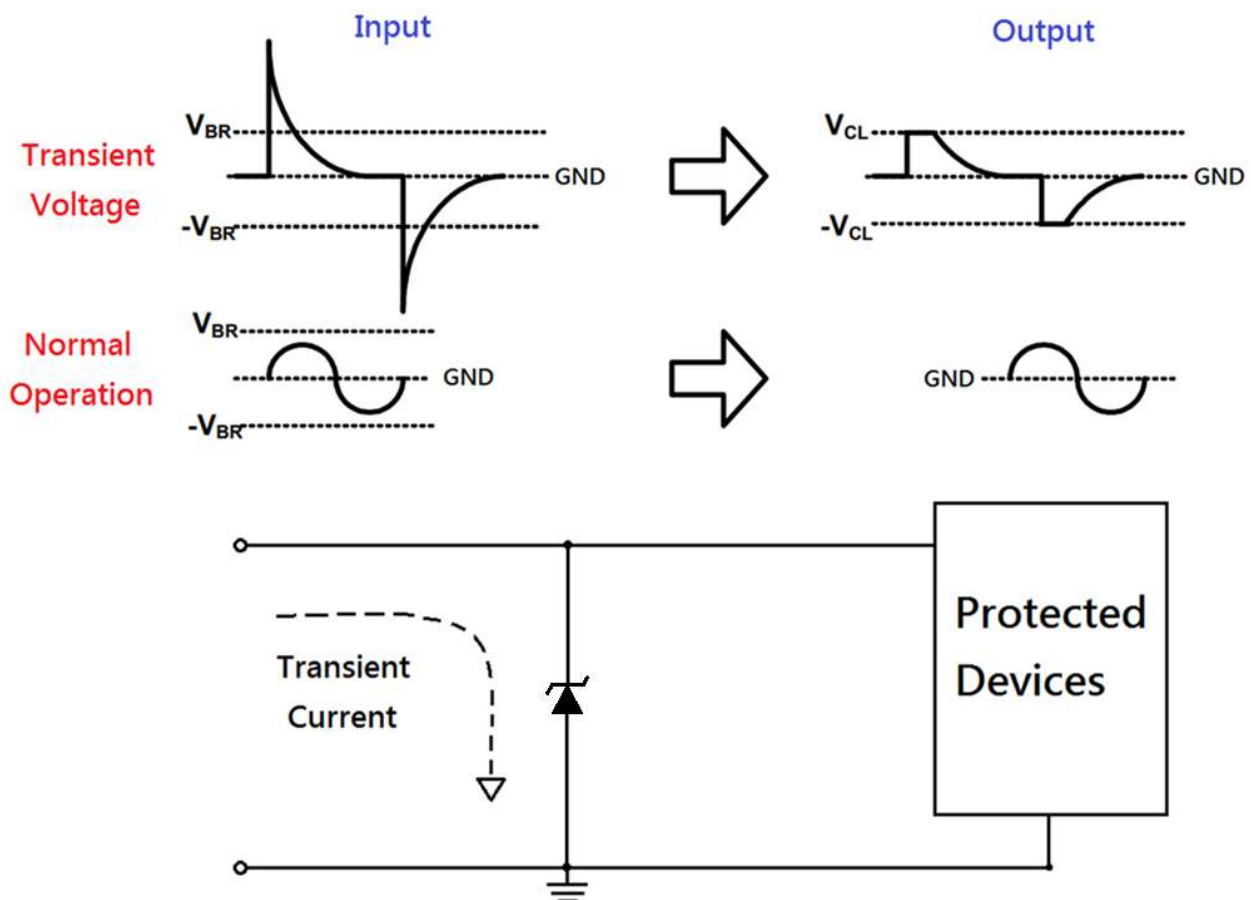 Input
Output
Transient
Voltage
VBR
GND
-VBR
VCL
GND
-VCL
Normal
Operation
VBR
GND
-VBR
GND
Transient
Current
Protected
Devices